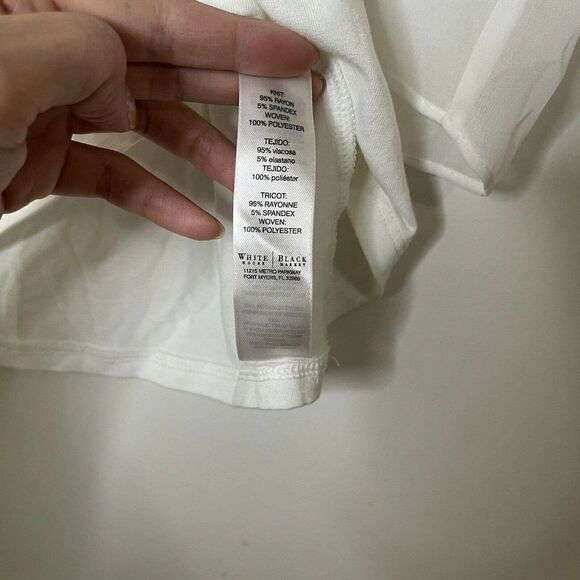 KNIT:
95% RAYON
5% SPANDEX
WOVEN:
100% POLYESTER
TEJIDO:
95% viscosa
5% elastano
TEJIDO:
100% poliéster
TRICOT:
95% RAYONNE
5% SPANDEX
WOVEN:
100% POLYESTER
WHITE BLACK
HOUSE MARKET
11215 METRO PARKWAY
FORT MYERS, FL 33966